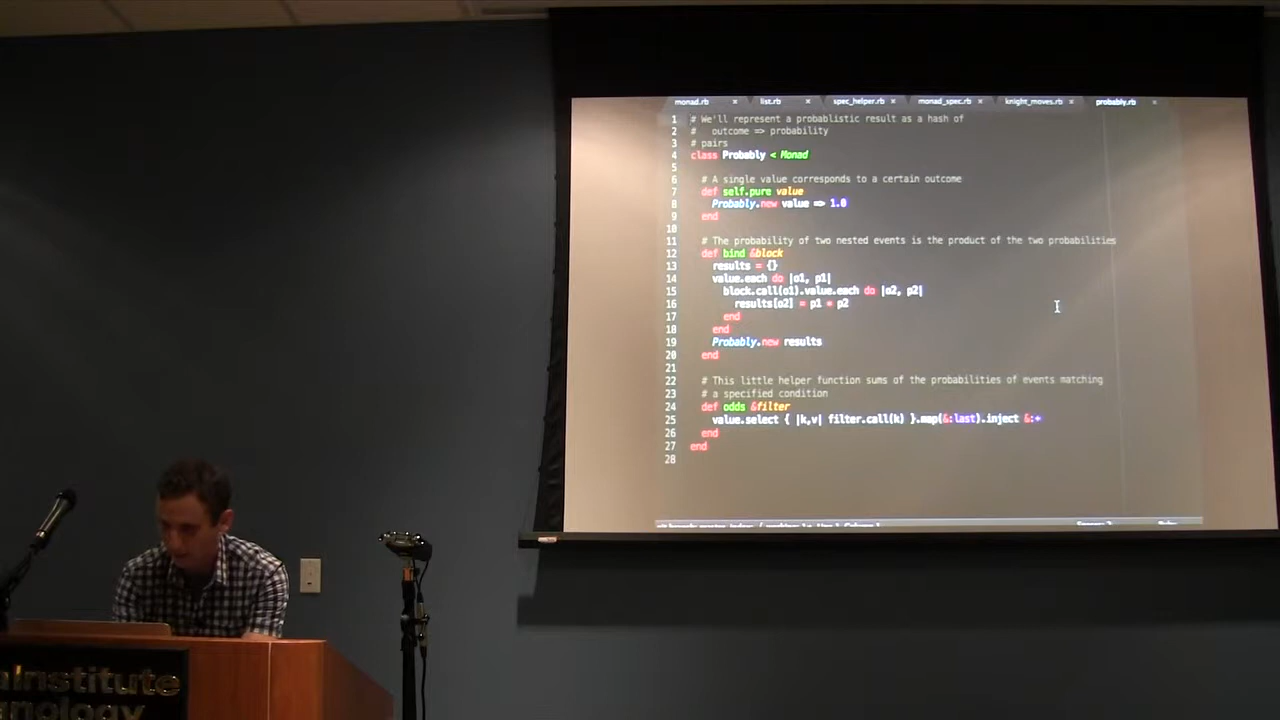 monad.rb × list.rb × spec_helper.rb × monad_spec.rb × knight_moves.rb × probably.rb ×
1 # We'll represent a probablistic result as a hash of
2 #   outcome => probability
3 # pairs
4 class Probably < Monad
5
6   # A single value corresponds to a certain outcome
7   def self.pure value
8     Probably.new value => 1.0
9   end
10
11   # The probability of two nested events is the product of the two probabilities
12   def bind &block
13     results = {}
14     value.each do |o1, p1|
15       block.call(o1).value.each do |o2, p2|
16         results[o2] = p1 * p2
17       end
18     end
19     Probably.new results
20   end
21
22   # This little helper function sums of the probabilities of events matching
23   # a specified condition
24   def odds &filter
25     value.select { |k,v| filter.call(k) }.map(&:last).inject &:+
26   end
27 end
28
Institute